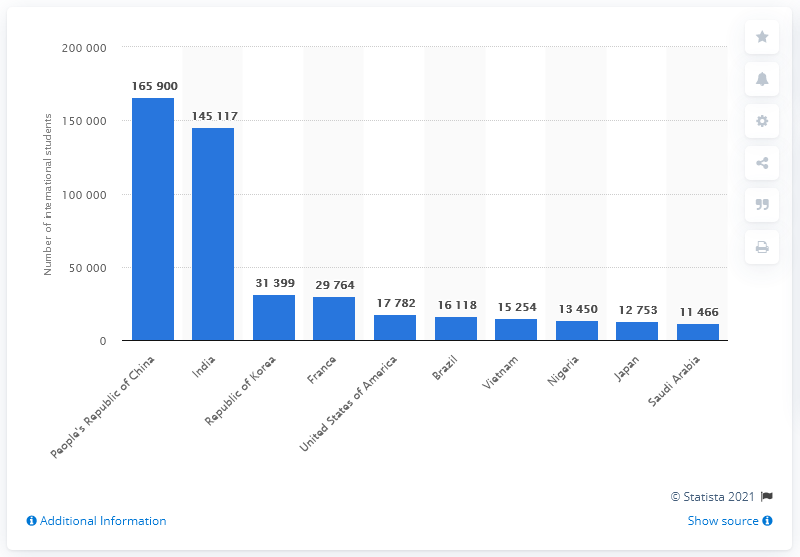 200 000
165 900
145 117
150 000
100 000
50 000
31 399
29 764
17 782
16 118
15 254
13 450
12 753
11 466
0
Number of international students
People's Republic of China
India
Republic of Korea
France
United States of America
Brazil
Vietnam
Nigeria
Japan
Saudi Arabia
© Statista 2021
Additional Information
Show source